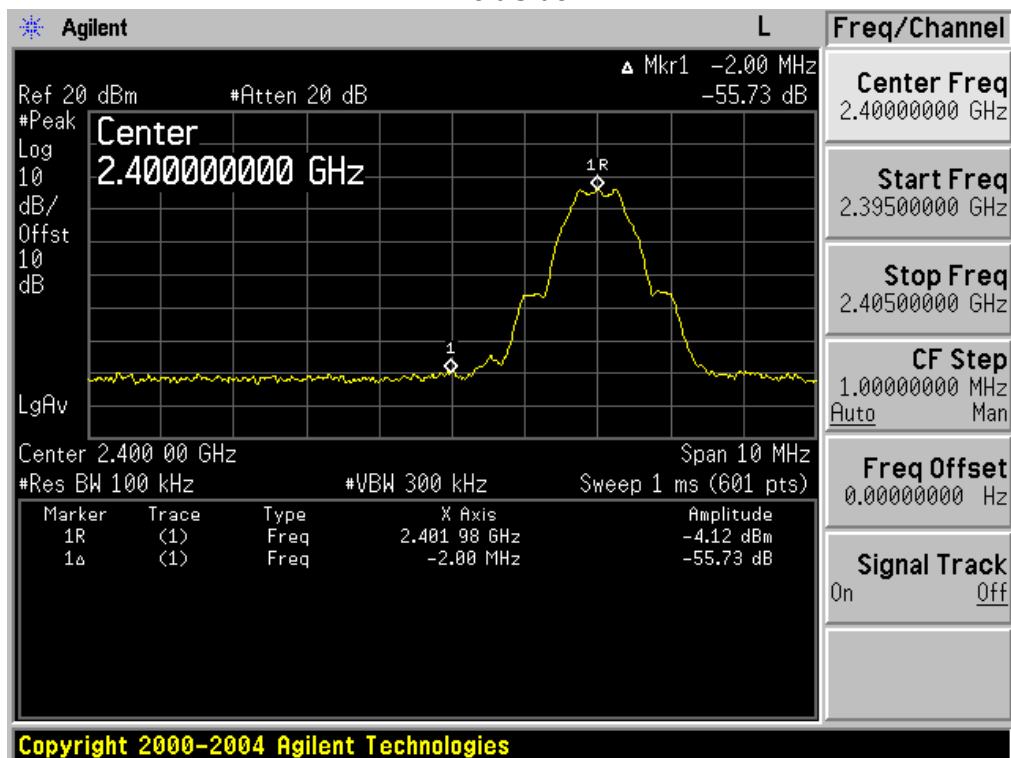 Agilent L Freq/Channel
Δ Mkr1 -2.00 MHz
Ref 20 dBm #Atten 20 dB -55.73 dB
#Peak
Log
10
dB/
Offst
10
dB
Center
2.400000000 GHz
1R
1
LgAv
Center 2.400 00 GHz Span 10 MHz
#Res BW 100 kHz #VBW 300 kHz Sweep 1 ms (601 pts)
Marker Trace Type X Axis Amplitude
1R (1) Freq 2.401 98 GHz -4.12 dBm
1Δ (1) Freq -2.00 MHz -55.73 dB
Center Freq
2.40000000 GHz
Start Freq
2.39500000 GHz
Stop Freq
2.40500000 GHz
CF Step
1.00000000 MHz
Auto Man
Freq Offset
0.00000000 Hz
Signal Track
On Off
Copyright 2000-2004 Agilent Technologies